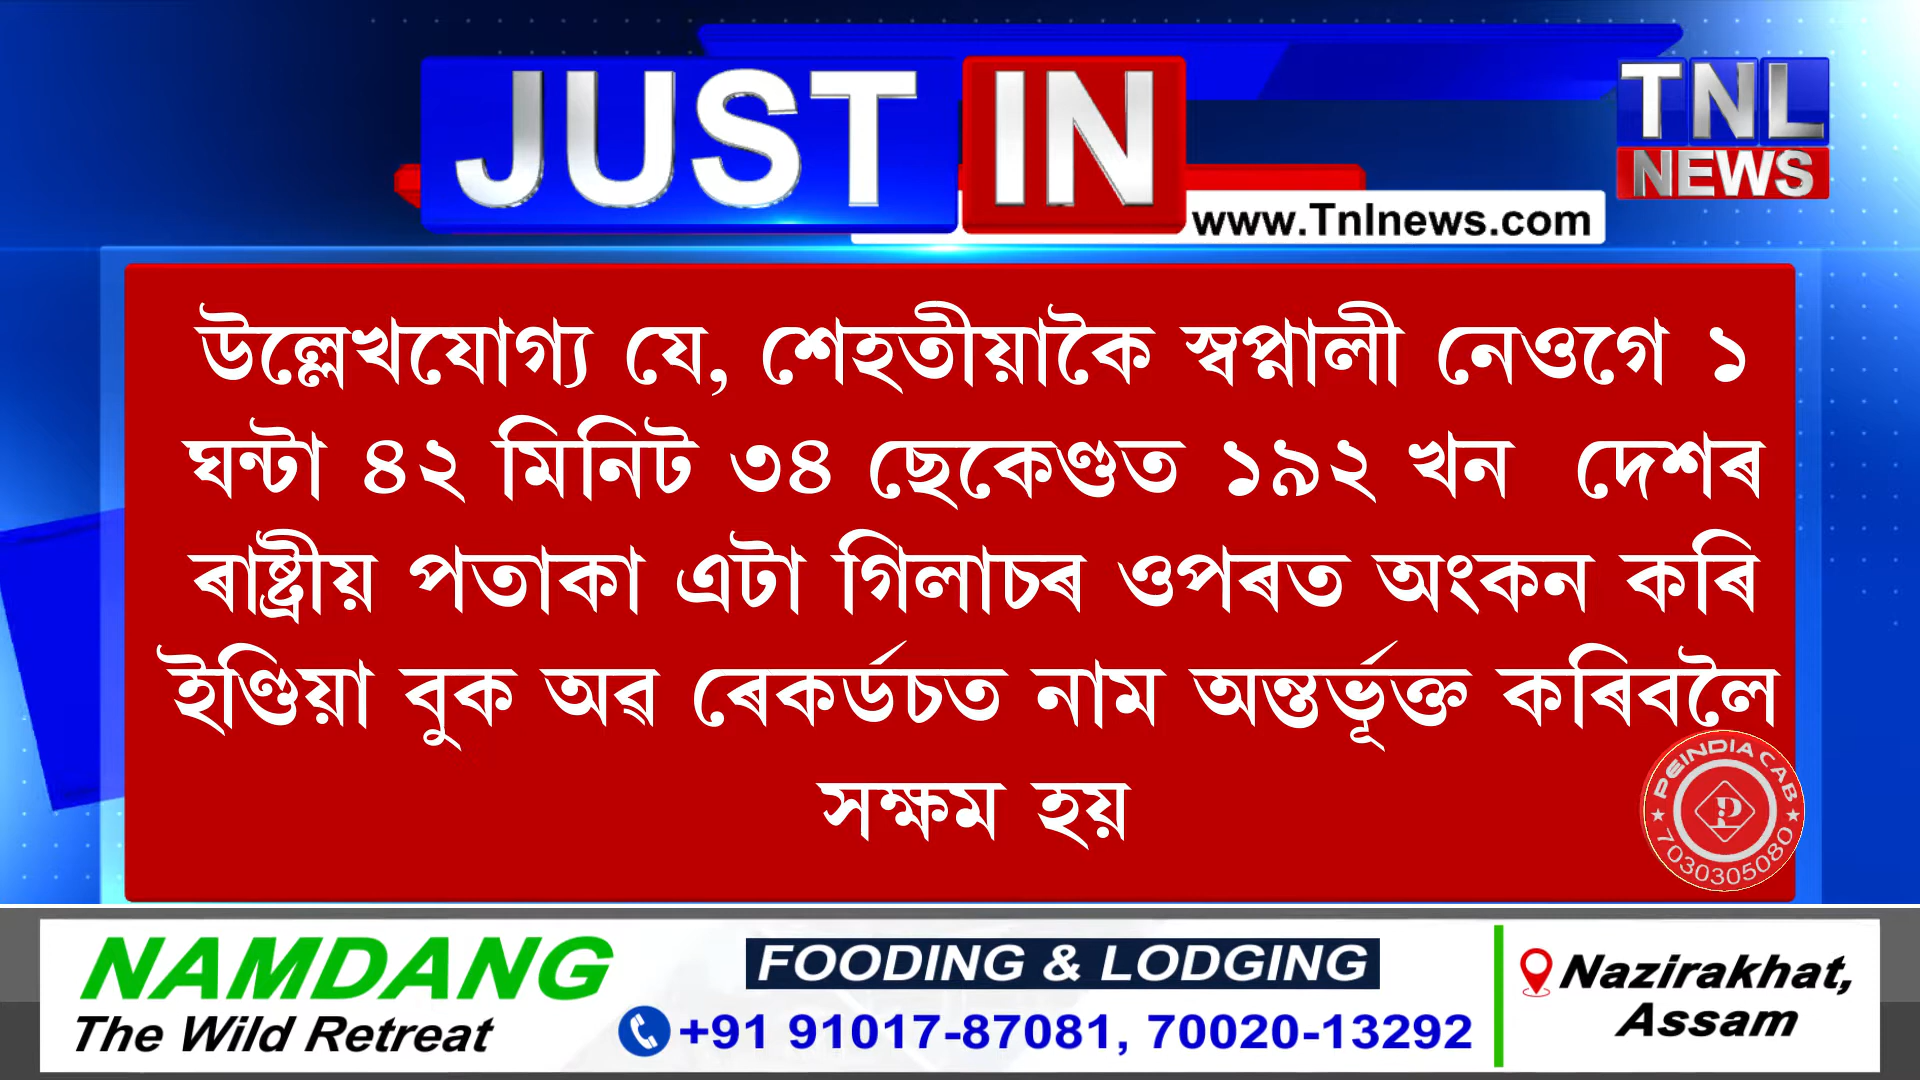 JUST IN
TNL
NEWS
www.Tnlnews.com
উল্লেখযোগ্য যে, শেহতীয়াকৈ স্বপ্নালী নেওগে ১
ঘন্টা ৪২ মিনিট ৩৪ ছেকেণ্ডত ১৯২ খন দেশৰ
ৰাষ্ট্ৰীয় পতাকা এটা গিলাচৰ ওপৰত অংকন কৰি
ইণ্ডিয়া বুক অৱ ৰেকৰ্ডচত নাম অন্তৰ্ভূক্ত কৰিবলৈ
সক্ষম হয়
PEINDIA CAB
P
7030305080
NAMDANG
The Wild Retreat
FOODING & LODGING
+91 91017-87081, 70020-13292
Nazirakhat,
Assam